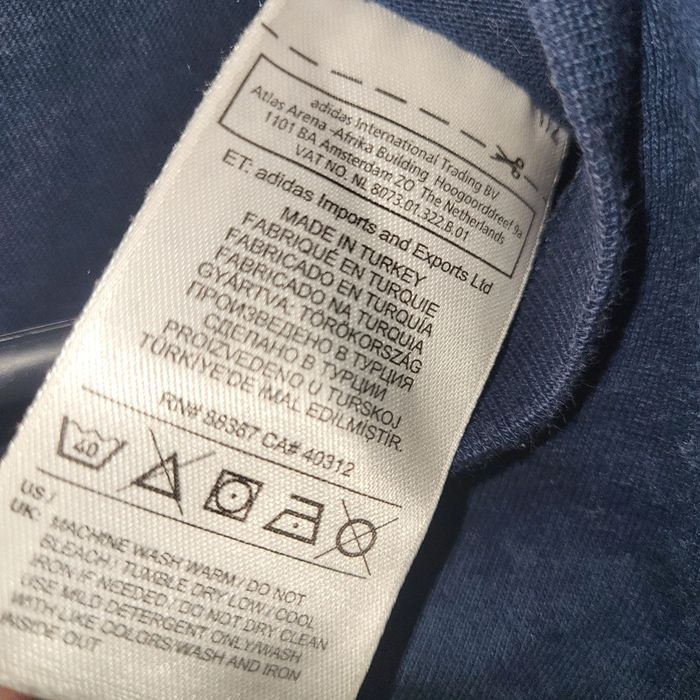 adidas International Trading BV
Atlas Arena -Afrika Building Hoogoorddreef 9a
1101 BA Amsterdam ZO The Netherlands
VAT NO. NL 8073.01.322.B.01
ET: adidas Imports and Exports Ltd
MADE IN TURKEY
FABRIQUÉ EN TURQUIE
FABRICADO EN TURQUIA
FABRICADO NA TURQUIA
GYÁRTVA: TÖRÖKORSZÁG
ПРОИЗВЕДЕНО В ТУРЦИЯ
СДЕЛАНО В ТУРЦИИ
PROIZVEDENO U TURSKOJ
TÜRKİYE'DE İMAL EDİLMİŞTİR.
RN# 88387 CA# 40312
40
US /
UK: MACHINE WASH WARM / DO NOT
BLEACH / TUMBLE DRY LOW / COOL
IRON IF NEEDED / DO NOT DRY CLEAN
USE MILD DETERGENT ONLY/WASH
WITH LIKE COLORS/WASH AND IRON
INSIDE OUT